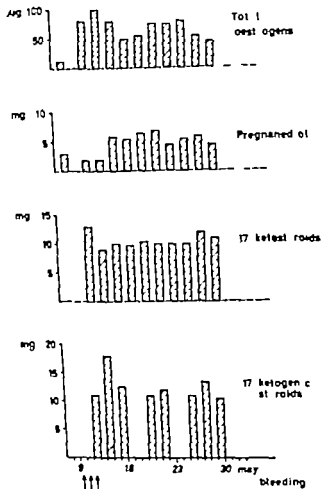 µg 100
50
Tot l
oest ogens
mg 10
5
Pregnaned ol
mg 15
10
5
17 ketost roids
mg 20
15
10
5
17 ketogen c
st roids
9 18 23 30 may
bleeding